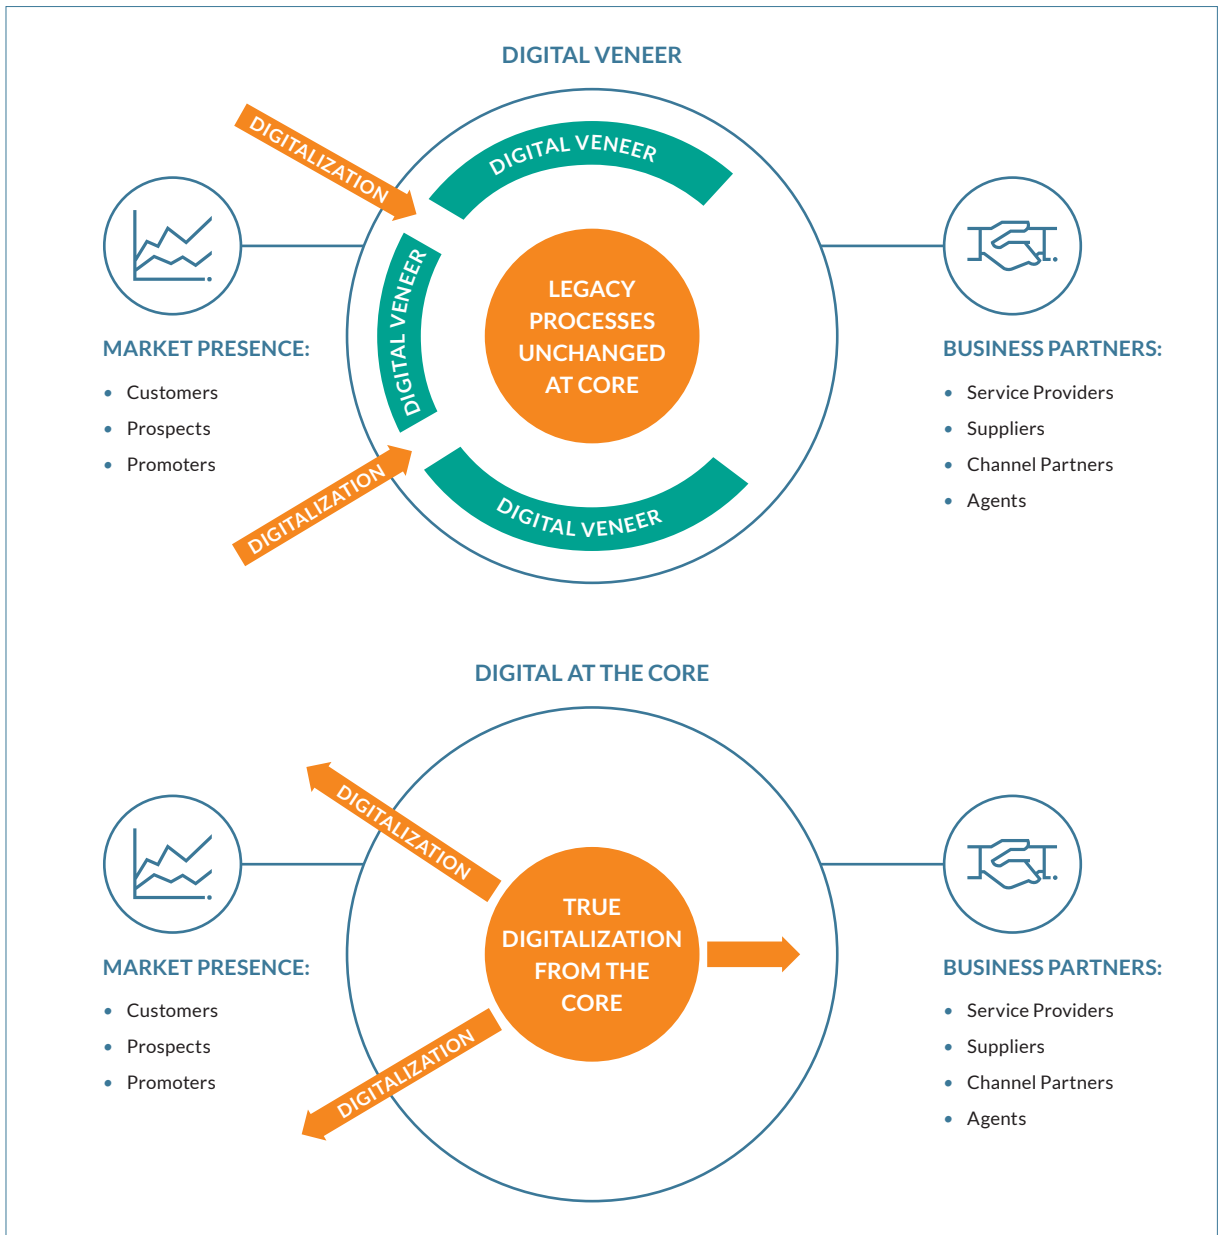 DIGITAL VENEER
DIGITALIZATION
DIGITAL VENEER
DIGITAL VENEER
LEGACY
PROCESSES
UNCHANGED
AT CORE
DIGITALIZATION
DIGITAL VENEER
MARKET PRESENCE:
• Customers
• Prospects
• Promoters
BUSINESS PARTNERS:
• Service Providers
• Suppliers
• Channel Partners
• Agents
DIGITAL AT THE CORE
DIGITALIZATION
TRUE
DIGITALIZATION
FROM THE
CORE
DIGITALIZATION
MARKET PRESENCE:
• Customers
• Prospects
• Promoters
BUSINESS PARTNERS:
• Service Providers
• Suppliers
• Channel Partners
• Agents